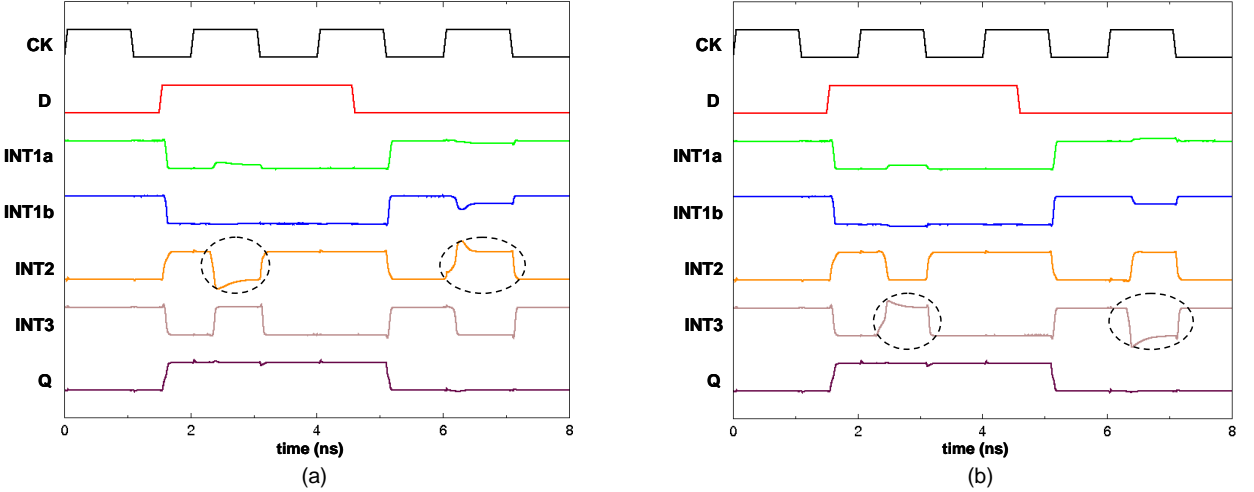 CK
D
INT1a
INT1b
INT2
INT3
Q
0 2 4 6 8
time (ns)
(a)
CK
D
INT1a
INT1b
INT2
INT3
Q
0 2 4 6 8
time (ns)
(b)